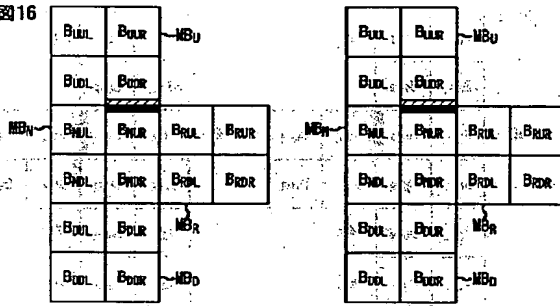 図16
BUUL BUUR MBU BUUL BUUR MBU
BUDL BUDR BUDL BUDR
MBN BNUL BNUR BRUL BRUR MBN BNUL BNUR BRUL BRUR
BNDL BNDR BRDL BRDR BNDL BNDR BRDL BRDR
BDUL BDUR MBR BDUL BDUR MBR
BDDL BDDR MBD BDDL BDDR MBD